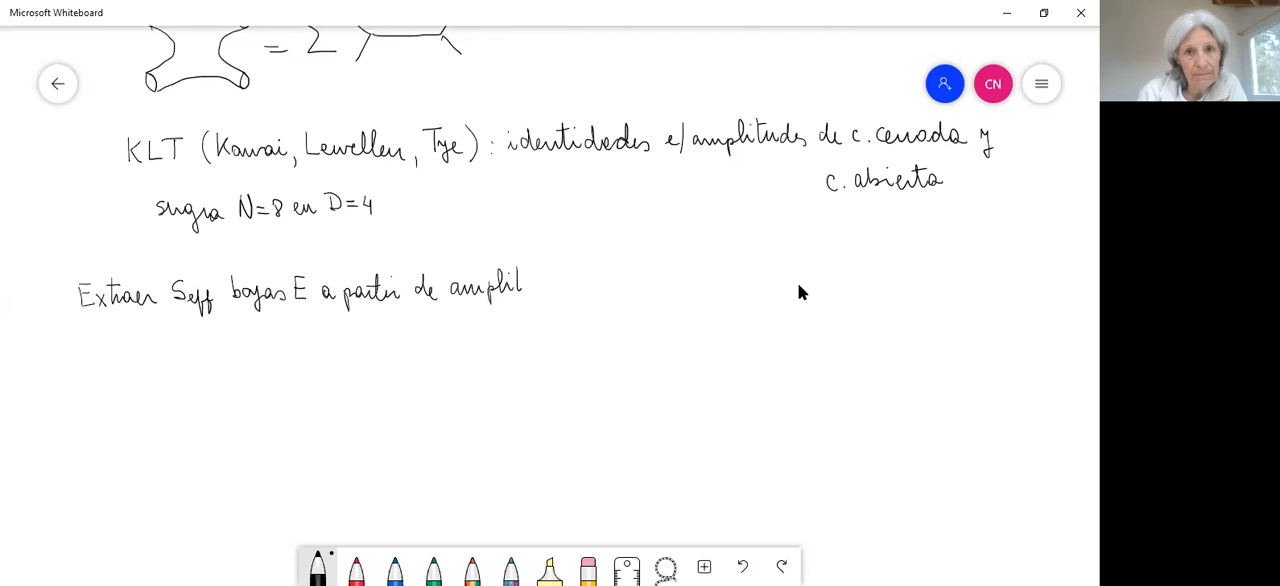 Microsoft Whiteboard
CN
= Σ
KLT (Kawai, Lewellen, Tye) : identidades e/amplitudes de c. cerrada y
c. abierta
sugra N=8 en D=4
Extraer Seff bajas E a partir de amplit